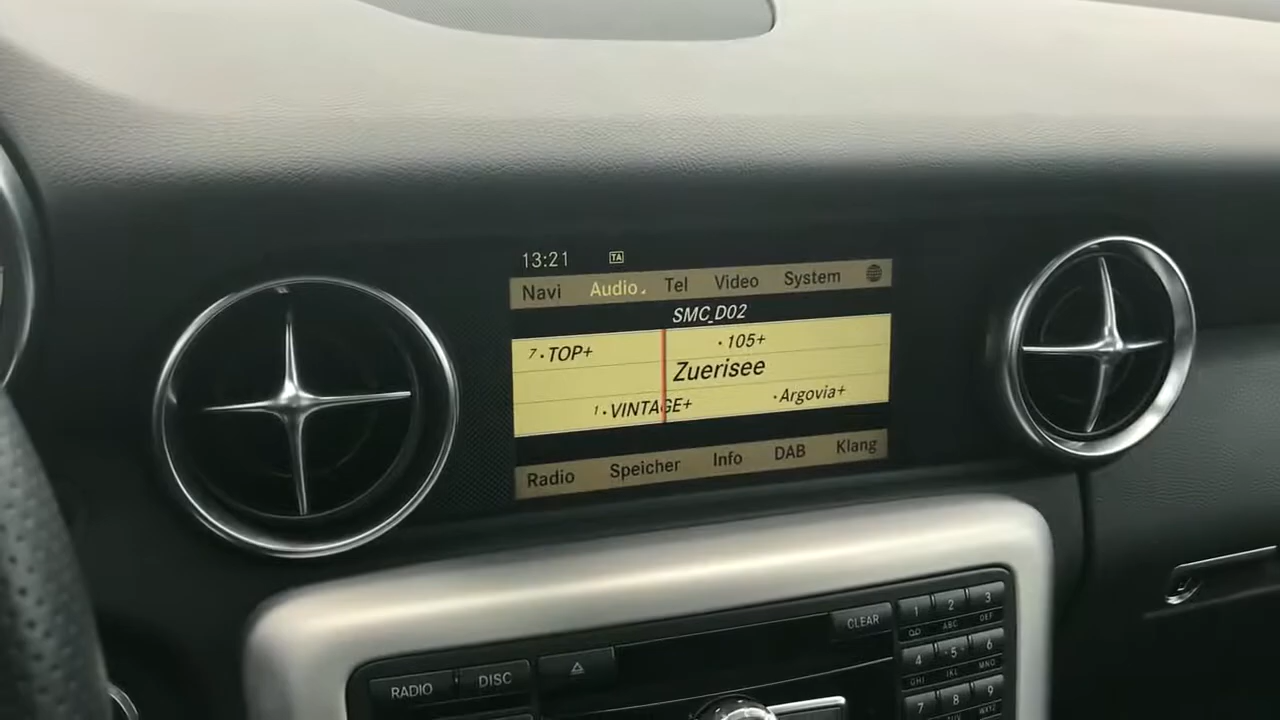 13:21 TA
Navi Audio Tel Video System
SMC_D02
7·TOP+ ·105+
Zuerisee
1·VINTAGE+ ·Argovia+
Radio Speicher Info DAB Klang
RADIO DISC CLEAR
1 2 ABC 3 DEF
4 GHI 5 JKL 6 MNO
7 8 9